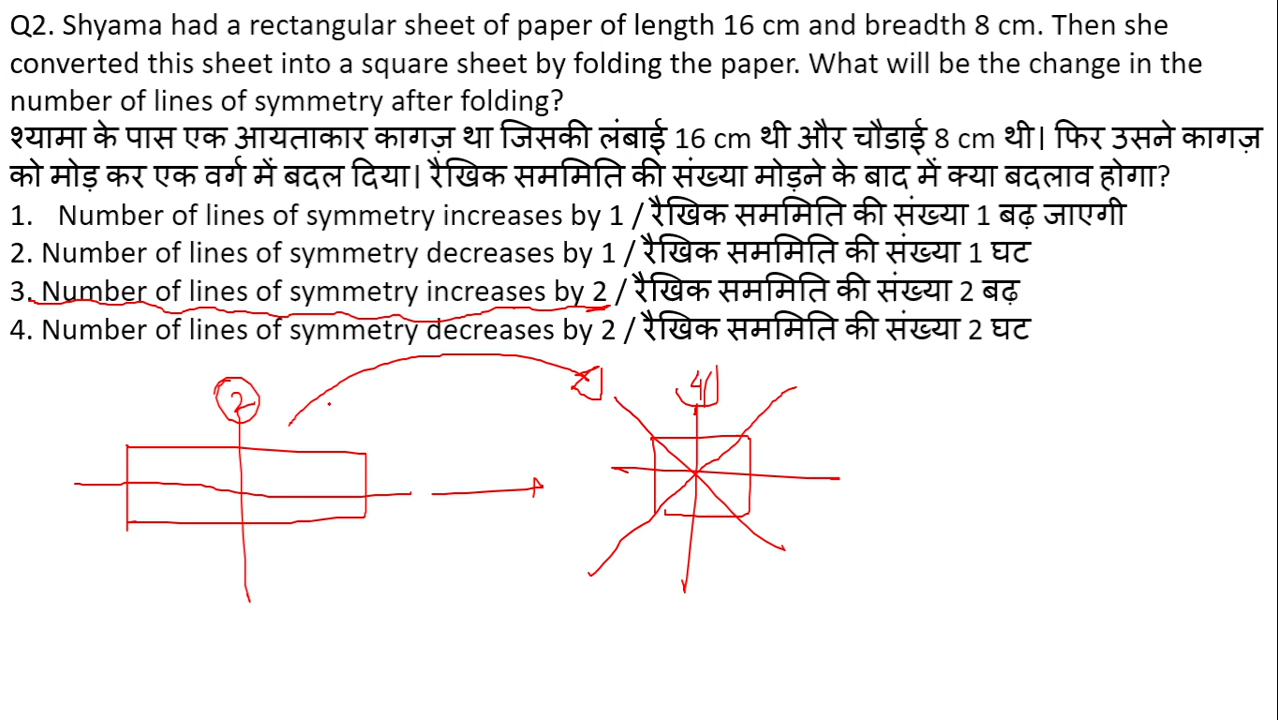 Q2. Shyama had a rectangular sheet of paper of length 16 cm and breadth 8 cm. Then she
converted this sheet into a square sheet by folding the paper. What will be the change in the
number of lines of symmetry after folding?
श्यामा के पास एक आयताकार कागज़ था जिसकी लंबाई 16 cm थी और चौडाई 8 cm थी। फिर उसने कागज़
को मोड़ कर एक वर्ग में बदल दिया। रैखिक सममिति की संख्या मोड़ने के बाद में क्या बदलाव होगा?
1. Number of lines of symmetry increases by 1 / रैखिक सममिति की संख्या 1 बढ़ जाएगी
2. Number of lines of symmetry decreases by 1 / रैखिक सममिति की संख्या 1 घट
3. Number of lines of symmetry increases by 2 / रैखिक सममिति की संख्या 2 बढ़
4. Number of lines of symmetry decreases by 2 / रैखिक सममिति की संख्या 2 घट
2
4